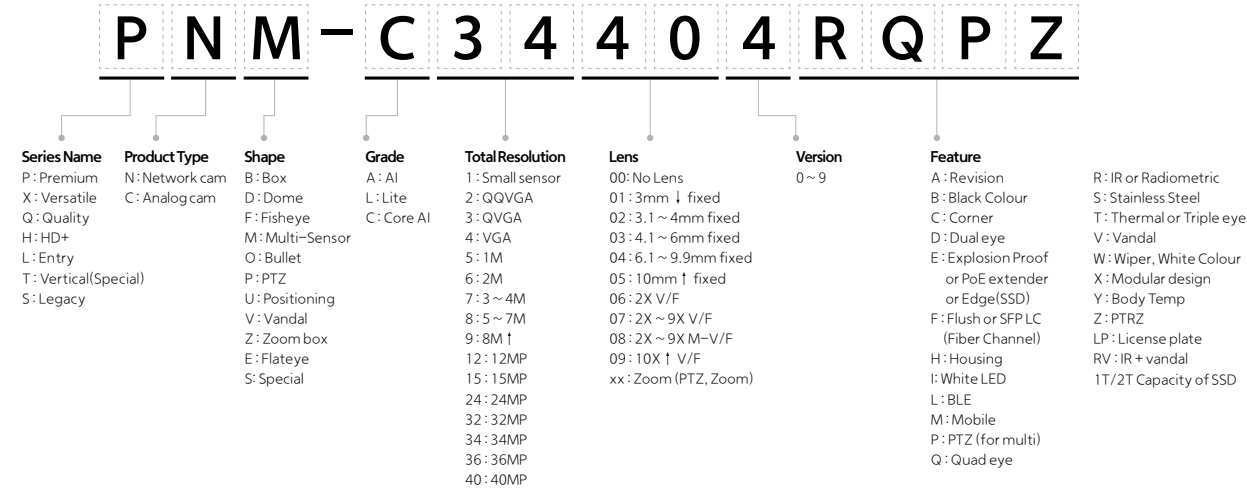 PNM-C34404RQPZ
Series Name
P : Premium
X : Versatile
Q : Quality
H : HD+
L : Entry
T : Vertical(Special)
S : Legacy
Product Type
N : Network cam
C : Analog cam
Shape
B : Box
D : Dome
F : Fisheye
M : Multi-Sensor
O : Bullet
P : PTZ
U : Positioning
V : Vandal
Z : Zoom box
E : Flateye
S: Special
Grade
A : AI
L : Lite
C : Core AI
Total Resolution
1 : Small sensor
2 : QQVGA
3 : QVGA
4 : VGA
5 : 1M
6 : 2M
7 : 3 ~ 4M
8 : 5 ~ 7M
9 : 8M ↑
12 : 12MP
15 : 15MP
24 : 24MP
32 : 32MP
34 : 34MP
36 : 36MP
40 : 40MP
Lens
00: No Lens
01 : 3mm ↓ fixed
02 : 3.1 ~ 4mm fixed
03 : 4.1 ~ 6mm fixed
04 : 6.1 ~ 9.9mm fixed
05 : 10mm ↑ fixed
06 : 2X V/F
07 : 2X ~ 9X V/F
08 : 2X ~ 9X M-V/F
09 : 10X ↑ V/F
xx : Zoom (PTZ, Zoom)
Version
0 ~ 9
Feature
A : Revision
B : Black Colour
C : Corner
D : Dual eye
E : Explosion Proof
or PoE extender
or Edge(SSD)
F : Flush or SFP LC
(Fiber Channel)
H : Housing
I: White LED
L : BLE
M : Mobile
P : PTZ (for multi)
Q : Quad eye
R : IR or Radiometric
S : Stainless Steel
T : Thermal or Triple eye
V : Vandal
W : Wiper, White Colour
X : Modular design
Y : Body Temp
Z : PTRZ
LP : License plate
RV : IR + vandal
1T/2T Capacity of SSD